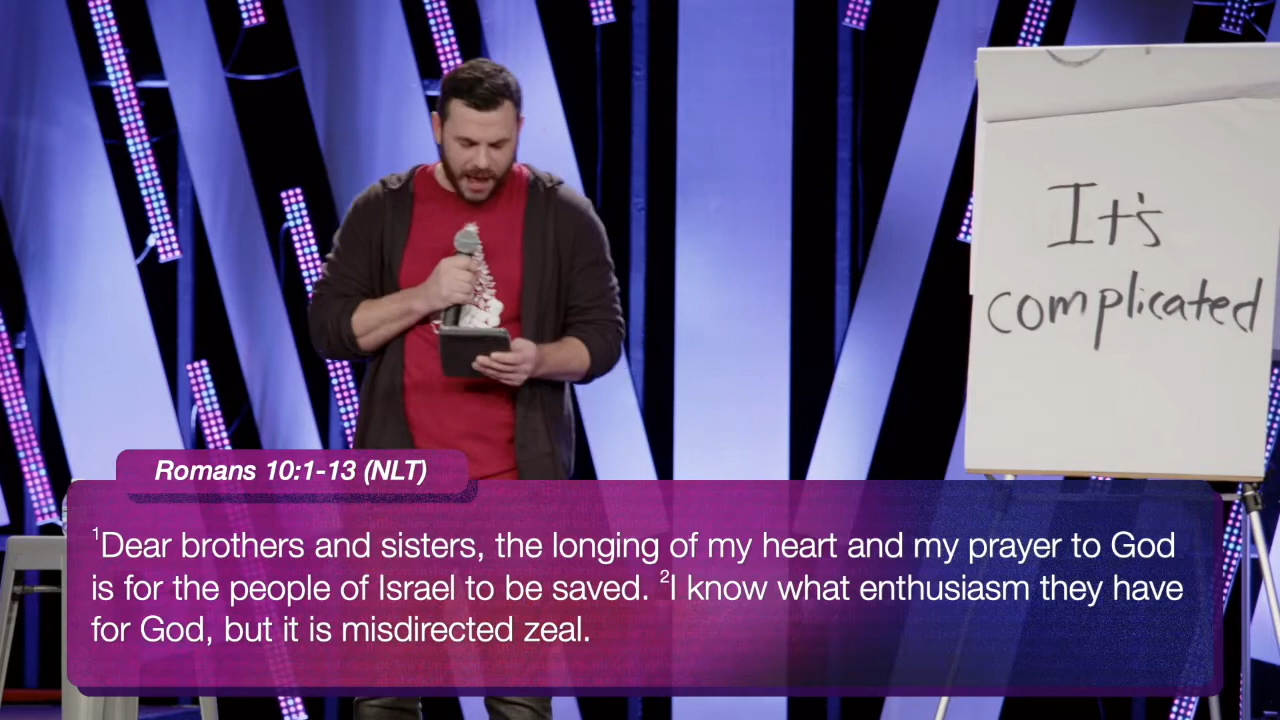 It's
complicated
Romans 10:1-13 (NLT)
¹Dear brothers and sisters, the longing of my heart and my prayer to God
is for the people of Israel to be saved. ²I know what enthusiasm they have
for God, but it is misdirected zeal.